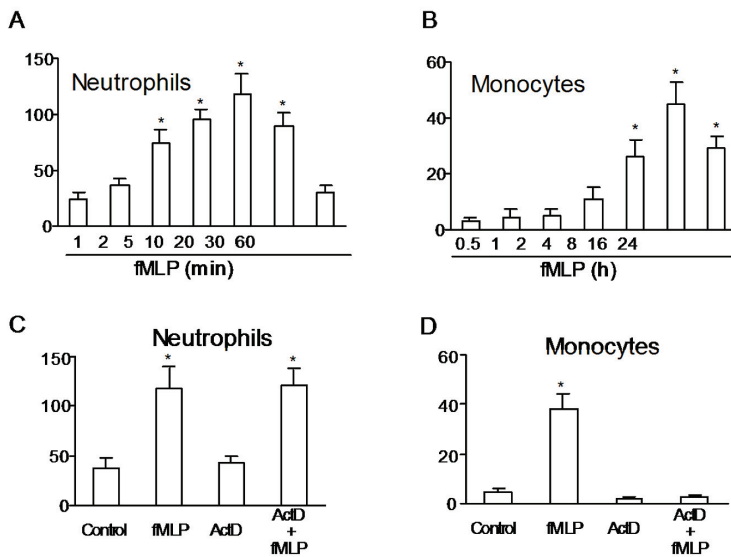 A
Neutrophils
150
100
50
0
* * * *
1 2 5 10 20 30 60
fMLP (min)
B
Monocytes
60
40
20
0
* * *
0.5 1 2 4 8 16 24
fMLP (h)
C
Neutrophils
150
100
50
0
* *
Control fMLP ActD ActD
+
fMLP
D
Monocytes
60
40
20
0
*
Control fMLP ActD ActD
+
fMLP